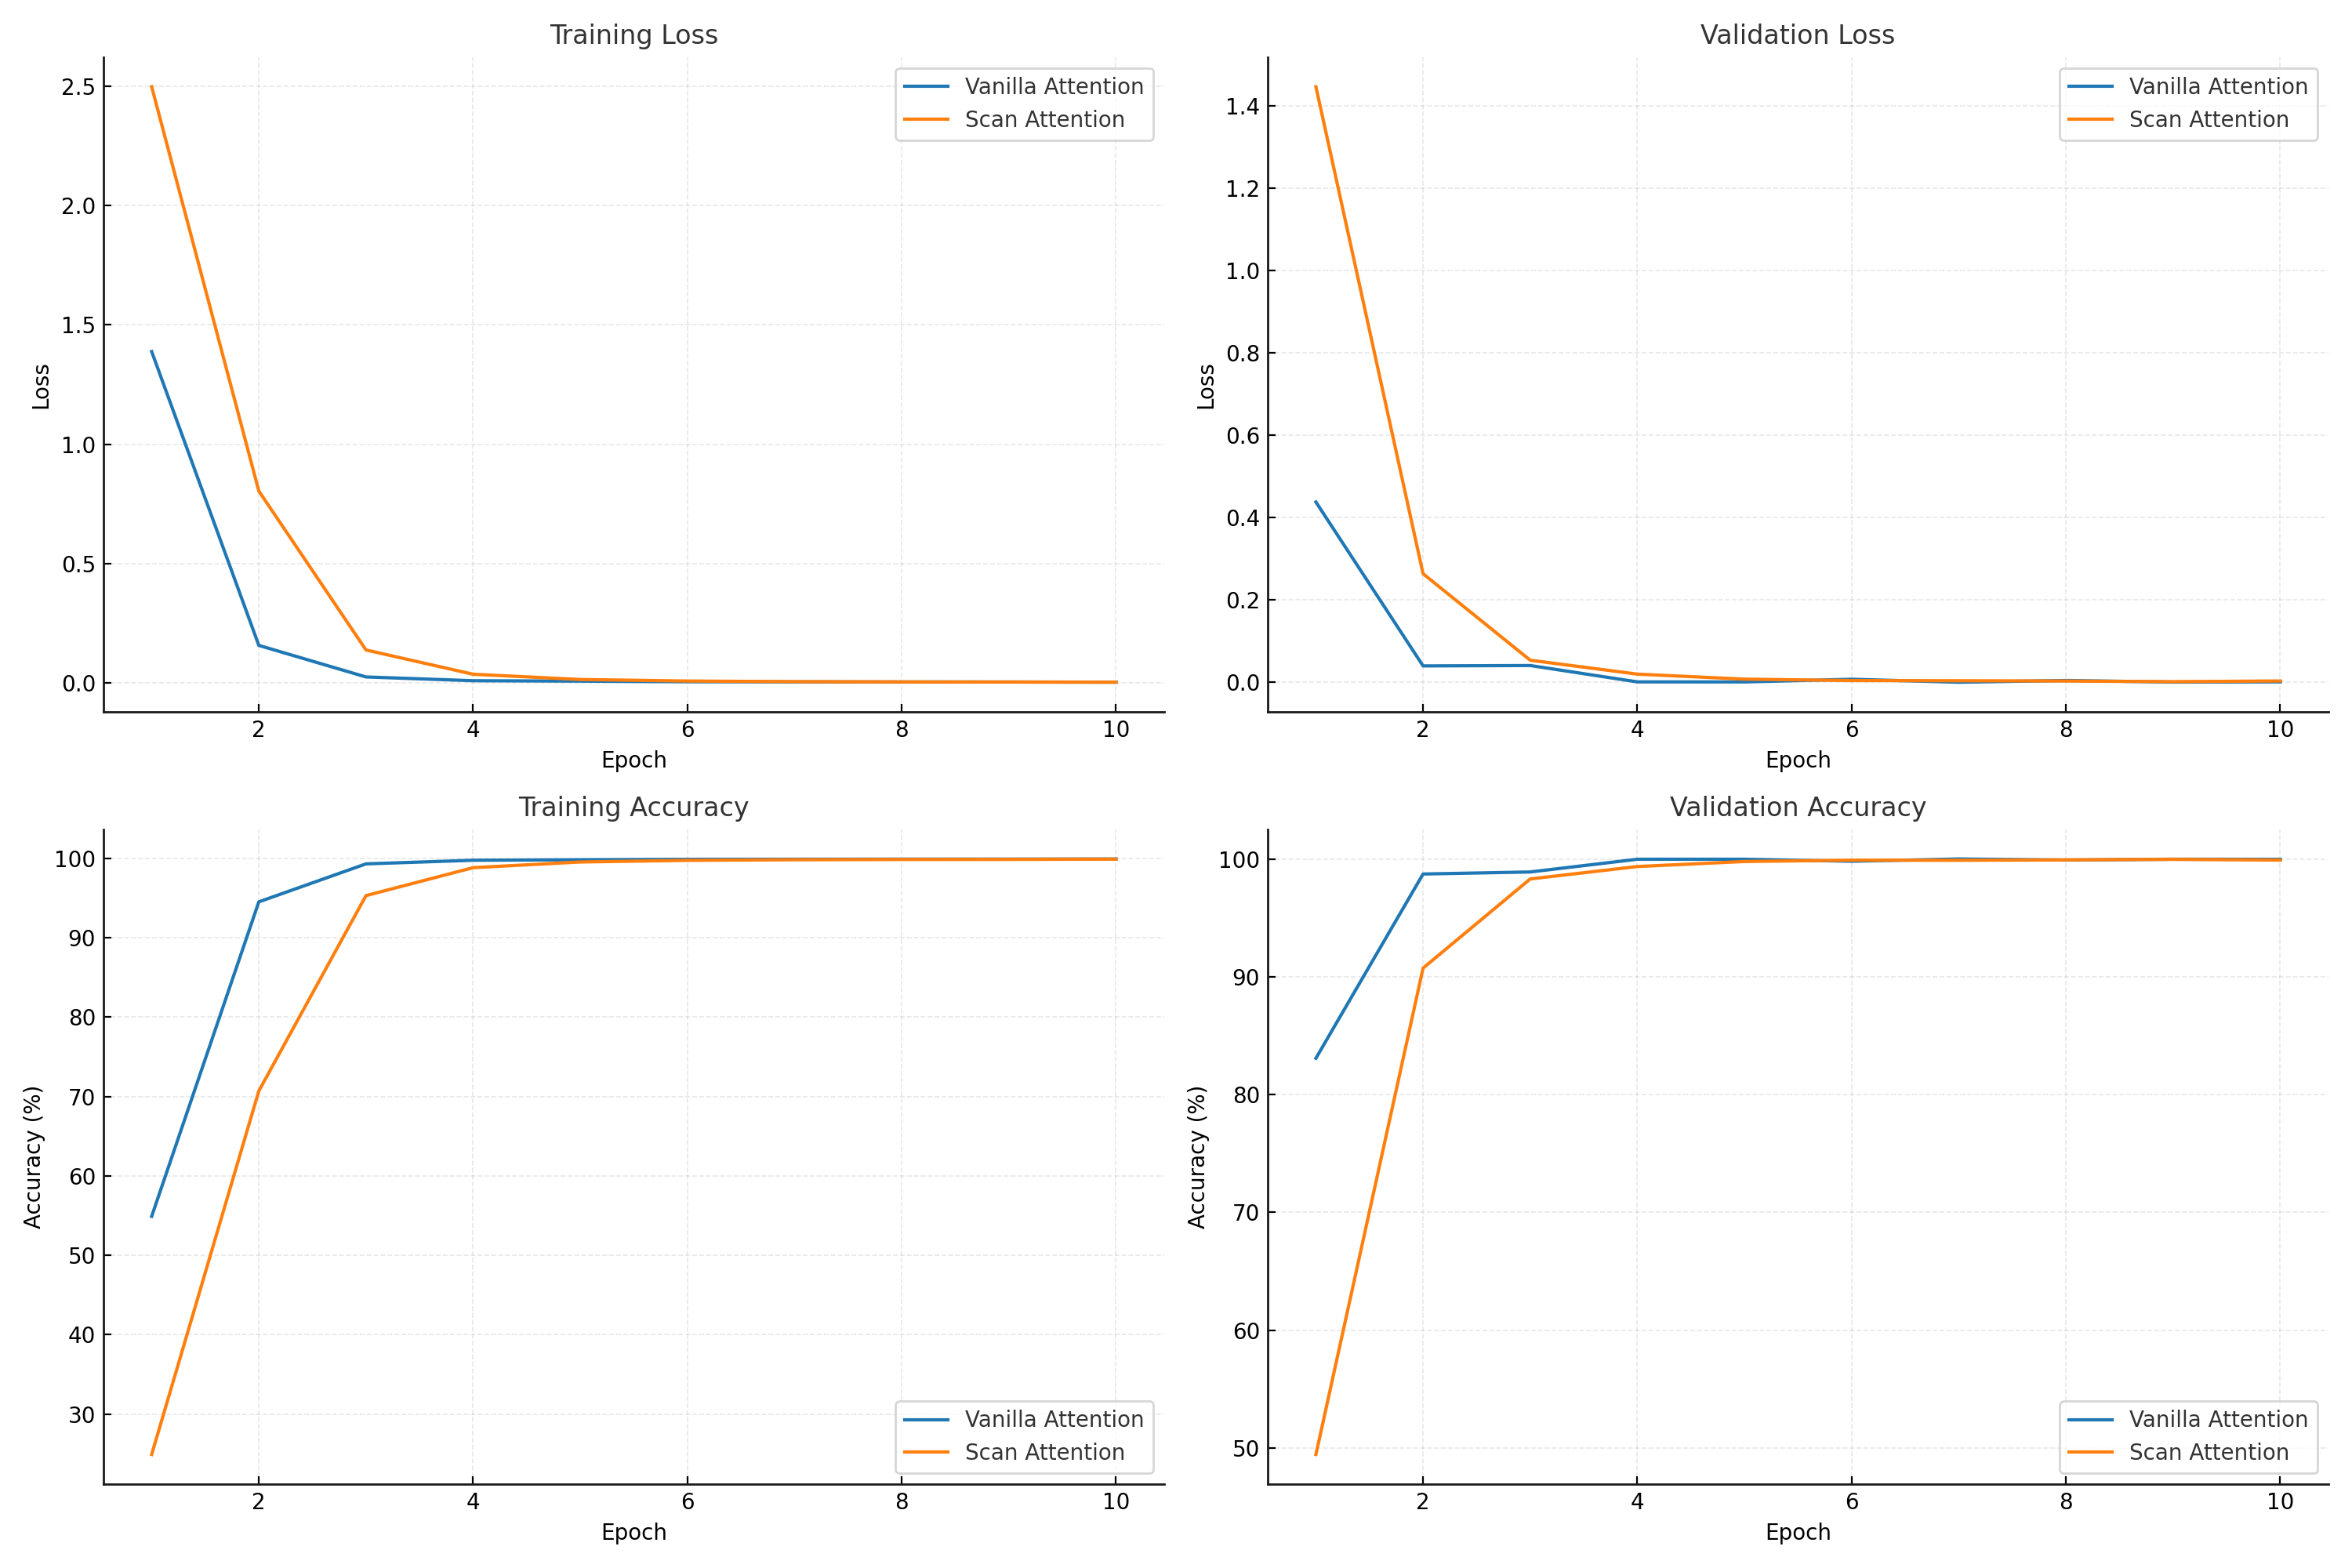 Training Loss
2.5
2.0
1.5
1.0
0.5
0.0
Loss
Vanilla Attention
Scan Attention
2 4 6 8 10
Epoch
Validation Loss
1.4
1.2
1.0
0.8
0.6
0.4
0.2
0.0
Loss
Vanilla Attention
Scan Attention
2 4 6 8 10
Epoch
Training Accuracy
100
90
80
70
60
50
40
30
Accuracy (%)
Vanilla Attention
Scan Attention
2 4 6 8 10
Epoch
Validation Accuracy
100
90
80
70
60
50
Accuracy (%)
Vanilla Attention
Scan Attention
2 4 6 8 10
Epoch